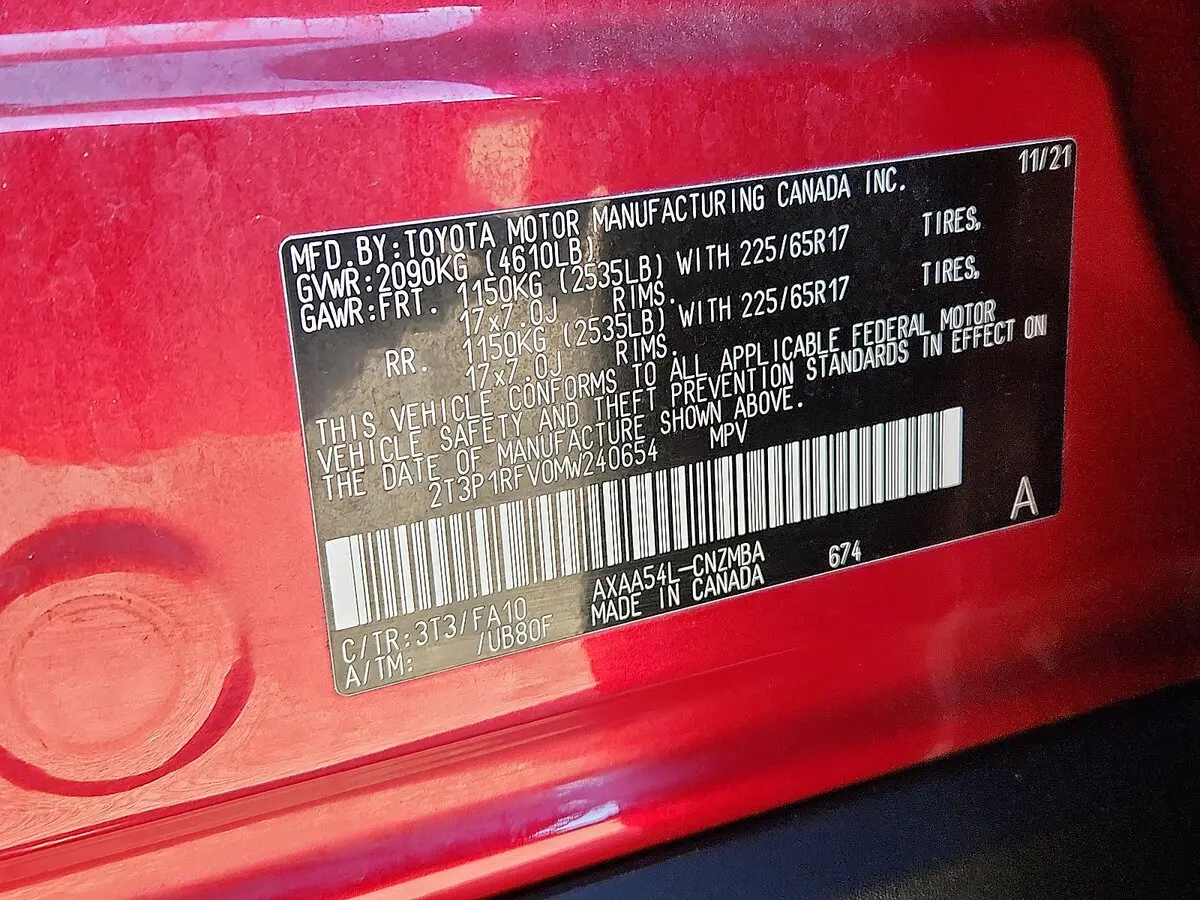 11/21
MFD.BY:TOYOTA MOTOR MANUFACTURING CANADA INC.
GVWR:2090KG (4610LB)
GAWR:FRT. 1150KG (2535LB) WITH 225/65R17 TIRES,
17x7.0J RIMS.
RR. 1150KG (2535LB) WITH 225/65R17 TIRES,
17x7.0J RIMS.
THIS VEHICLE CONFORMS TO ALL APPLICABLE FEDERAL MOTOR
VEHICLE SAFETY AND THEFT PREVENTION STANDARDS IN EFFECT ON
THE DATE OF MANUFACTURE SHOWN ABOVE.
2T3P1RFV0MW240654 MPV
A
C/TR:3T3/FA10 AXAA54L-CNZMBA 674
A/TM: /UB80F MADE IN CANADA